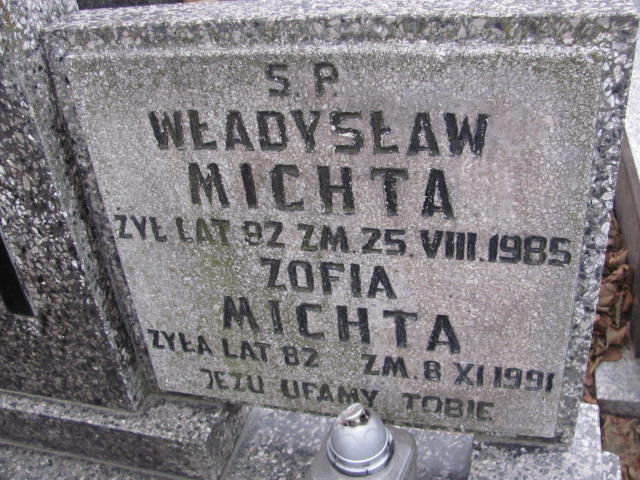 S.P.
WŁADYSŁAW
MICHTA
ŻYŁ LAT 82 ZM. 25.VIII.1985
ZOFIA
MICHTA
ŻYŁA LAT 82 ZM. 8 XI 1991
JEZU UFAMY TOBIE